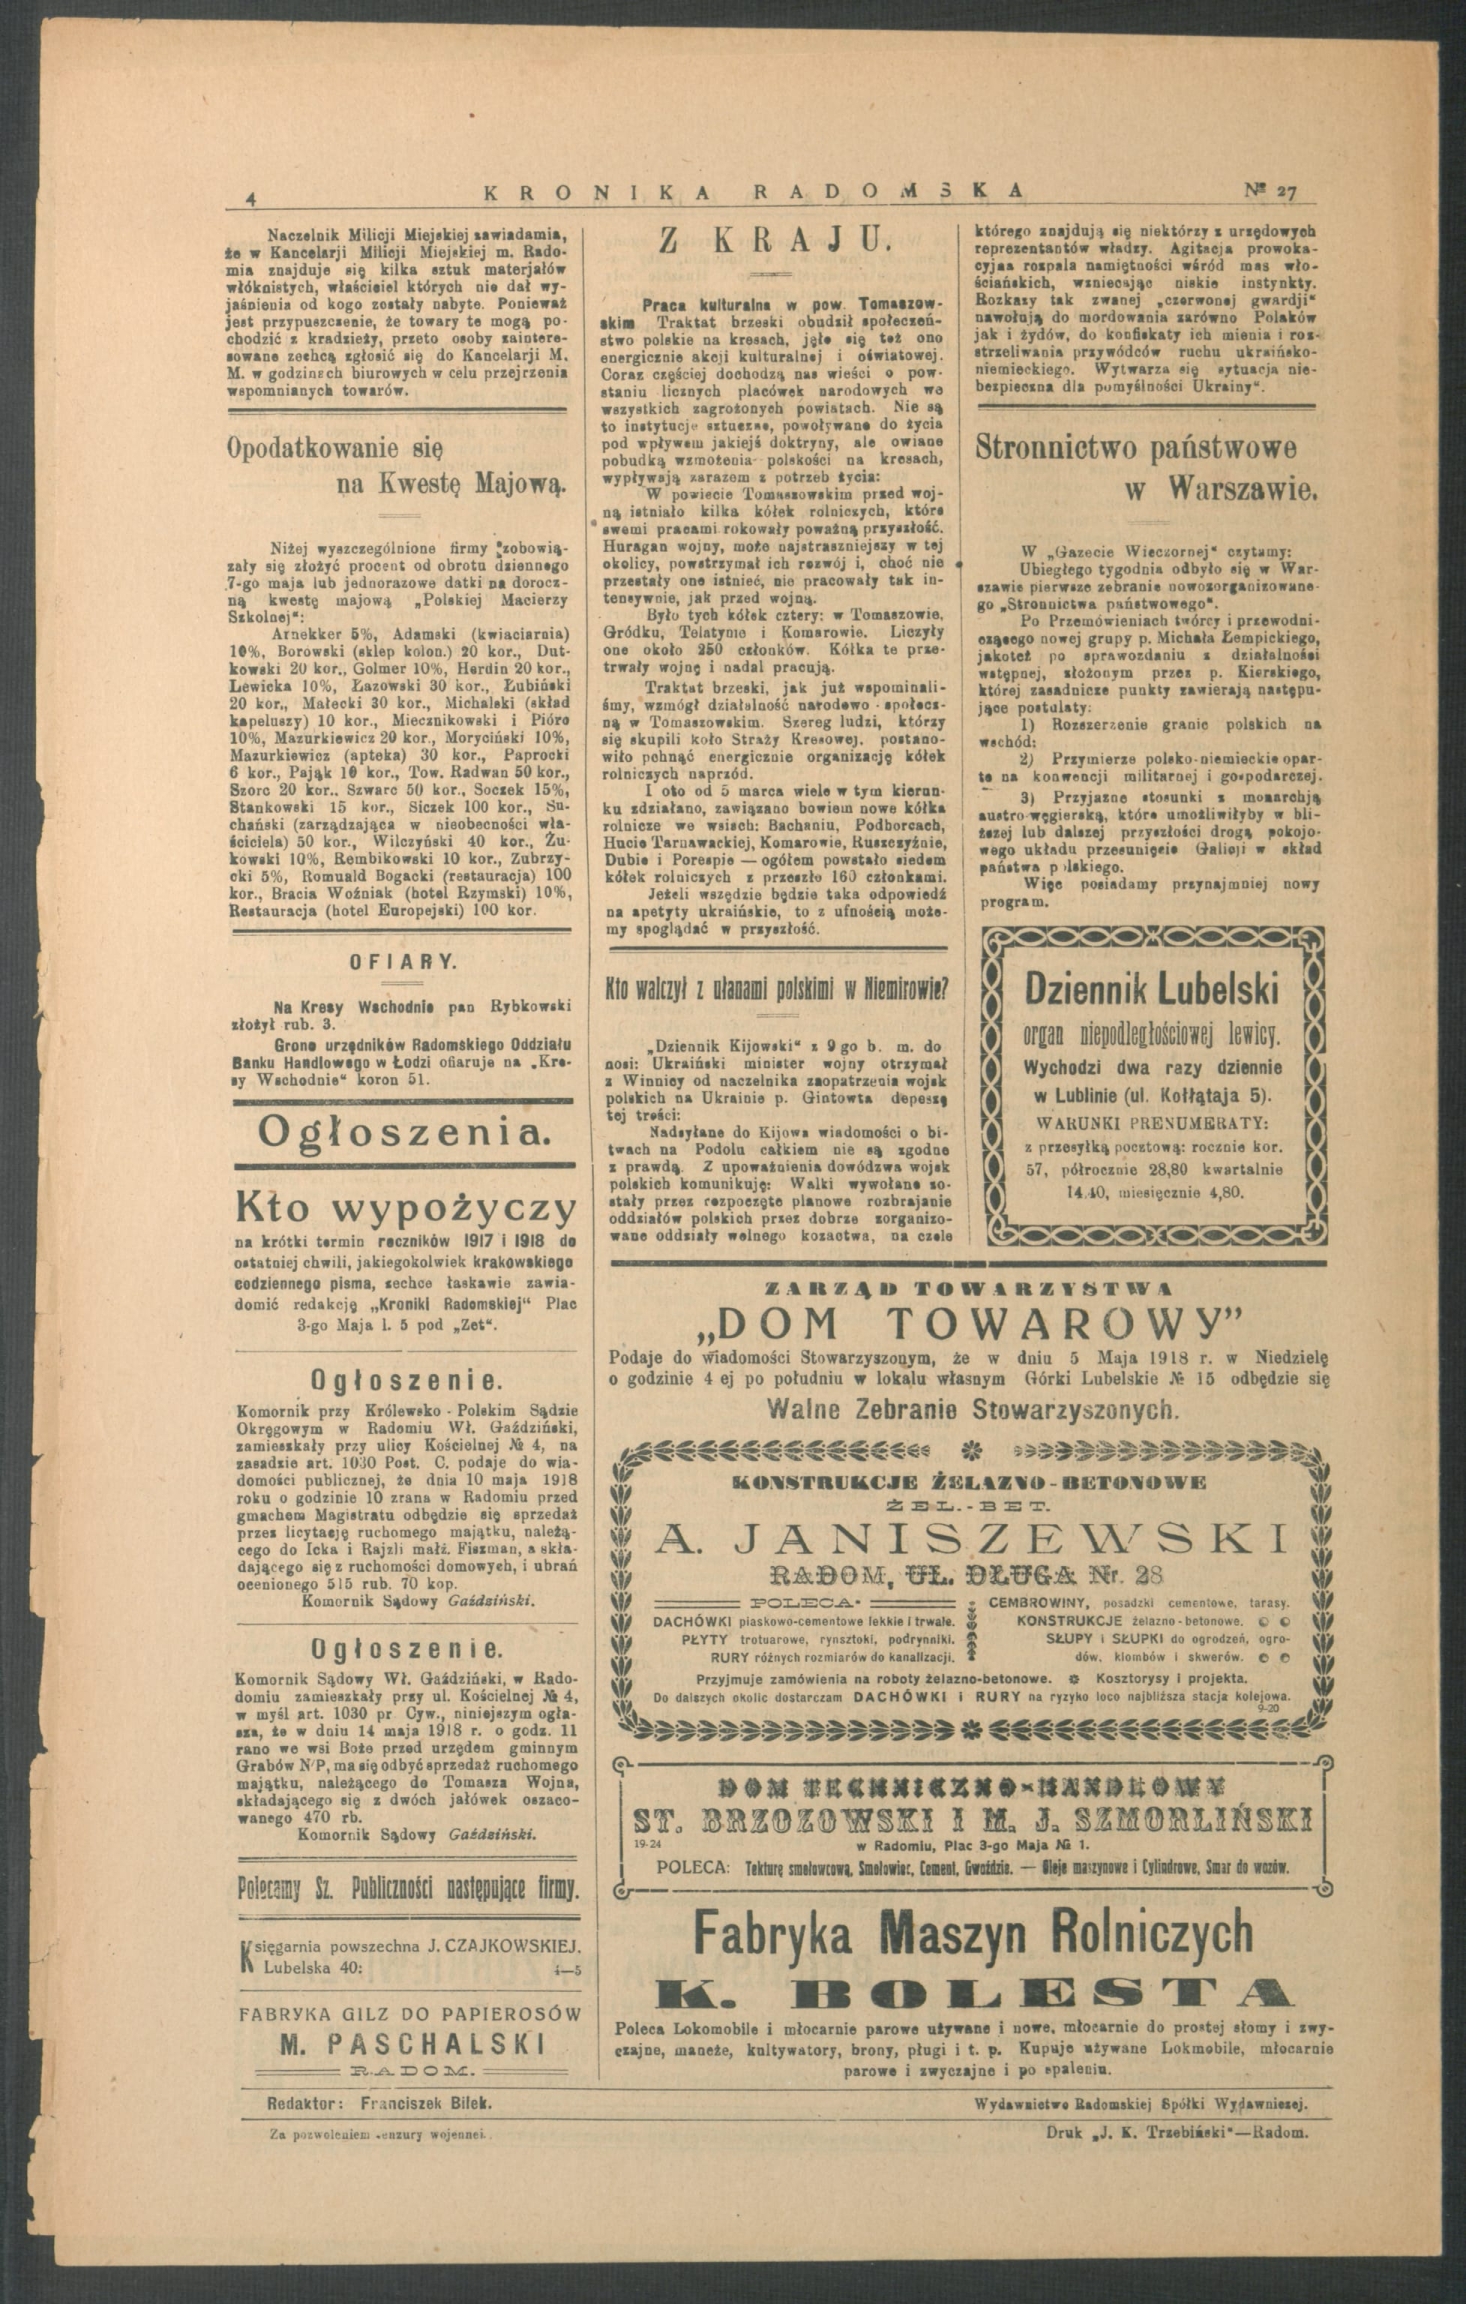 4
KRONIKA RADOMSKA
№ 27
Naczelnik Milicji Miejskiej zawiadamia,
że w Kancelarji Milicji Miejskiej m. Rado-
mia znajduje się kilka sztuk materjałów
włóknistych, właściciel których nie dał wy-
jaśnienia od kogo zostały nabyte. Ponieważ
jest przypuszczenie, że towary te mogą po-
chodzić z kradzieży, przeto osoby zaintere-
sowane zechcą zgłosić się do Kancelarji M.
M. w godzinach biurowych w celu przejrzenia
wspomnianych towarów.
Opodatkowanie się
na Kwestę Majową.
Niżej wyszczególnione firmy zobowią-
zały się złożyć procent od obrotu dziennego
7-go maja lub jednorazowe datki na dorocz-
ną kwestę majową „Polskiej Macierzy
Szkolnej":
Arnekker 5%, Adamski (kwiaciarnia)
10%, Borowski (sklep kolon.) 20 kor., Dut-
kowski 20 kor., Golmer 10%, Herdin 20 kor.,
Lewicka 10%, Łazowski 30 kor., Łubiński
20 kor., Małecki 30 kor., Michalski (skład
kapeluszy) 10 kor., Miecznikowski i Pióro
10%, Mazurkiewicz 20 kor., Moryciński 10%,
Mazurkiewicz (apteka) 30 kor., Paprocki
6 kor., Pająk 10 kor., Tow. Radwan 50 kor.,
Szorc 20 kor.. Szwarc 50 kor., Soczek 15%,
Stankowski 15 kor., Siczek 100 kor., Su-
chański (zarządzająca w nieobecności wła-
ściciela) 50 kor., Wilczyński 40 kor., Żu-
kowski 10%, Rembikowski 10 kor., Zubrzy-
cki 5%, Romuald Bogacki (restauracja) 100
kor., Bracia Woźniak (hotel Rzymski) 10%,
Restauracja (hotel Europejski) 100 kor.
OFIARY.
Na Kresy Wschodnie pan Rybkowski
złożył rub. 3.
Grono urzędników Radomskiego Oddziału
Banku Handlowego w Łodzi ofiaruje na „Kre-
sy Wschodnie" koron 51.
Ogłoszenia.
Kto wypożyczy
na krótki termin roczników 1917 i 1918 do
ostatniej chwili, jakiegokolwiek krakowskiego
codziennego pisma, zechce łaskawie zawia-
domić redakcję „Kroniki Radomskiej" Plac
3-go Maja l. 5 pod „Zet".
Ogłoszenie.
Komornik przy Królewsko - Polskim Sądzie
Okręgowym w Radomiu Wł. Gaździński,
zamieszkały przy ulicy Kościelnej № 4, na
zasadzie art. 1030 Post. C. podaje do wia-
domości publicznej, że dnia 10 maja 1918
roku o godzinie 10 zrana w Radomiu przed
gmachem Magistratu odbędzie się sprzedaż
przez licytację ruchomego majątku, należą-
cego do Icka i Rajzli małż. Fiszman, a skła-
dającego się z ruchomości domowych, i ubrań
ocenionego 515 rub. 70 kop.
Komornik Sądowy Gaździński.
Ogłoszenie.
Komornik Sądowy Wł. Gaździński, w Rado-
domiu zamieszkały przy ul. Kościelnej № 4,
w myśl art. 1030 pr Cyw., niniejszym ogła-
sza, że w dniu 14 maja 1918 r. o godz. 11
rano we wsi Boże przed urzędem gminnym
Grabów N/P, ma się odbyć sprzedaż ruchomego
majątku, należącego do Tomasza Wojna,
składającego się z dwóch jałówek oszaco-
wanego 470 rb.
Komornik Sądowy Gaździński.
Polecamy Sz. Publiczności następujące firmy.
Księgarnia powszechna J. CZAJKOWSKIEJ.
Lubelska 40: 4—5
FABRYKA GILZ DO PAPIEROSÓW
M. PASCHALSKI
RADOM.
Z KRAJU.
Praca kulturalna w pow. Tomaszow-
skim Traktat brzeski obudził społeczeń-
stwo polskie na kresach, jęło się też ono
energicznie akcji kulturalnej i oświatowej.
Coraz częściej dochodzą nas wieści o pow-
staniu licznych placówek narodowych we
wszystkich zagrożonych powiatach. Nie są
to instytucje sztuczne, powoływane do życia
pod wpływem jakiejś doktryny, ale owiane
pobudką wzmożenia polskości na kresach,
wypływają zarazem z potrzeb życia:
W powiecie Tomaszowskim przed woj-
ną istniało kilka kółek rolniczych, które
swemi pracami rokowały poważną przyszłość.
Huragan wojny, może najstraszniejszy w tej
okolicy, powstrzymał ich rozwój i, choć nie
przestały one istnieć, nie pracowały tak in-
tensywnie, jak przed wojną.
Było tych kółek cztery: w Tomaszowie,
Gródku, Telatynie i Komarowie. Liczyły
one około 250 członków. Kółka te prze-
trwały wojnę i nadal pracują.
Traktat brzeski, jak już wspominali-
śmy, wzmógł działalność narodowo - społecz-
ną w Tomaszowskim. Szereg ludzi, którzy
się skupili koło Straży Kresowej, postano-
wiło pchnąć energicznie organizację kółek
rolniczych naprzód.
I oto od 5 marca wiele w tym kierun-
ku zdziałano, zawiązano bowiem nowe kółka
rolnicze we wsiach: Bachaniu, Podborcach,
Hucie Tarnawackiej, Komarowie, Ruszczyźnie,
Dubie i Porespie — ogółem powstało siedem
kółek rolniczych z przeszło 160 członkami.
Jeżeli wszędzie będzie taka odpowiedź
na apetyty ukraińskie, to z ufnością może-
my spoglądać w przyszłość.
Kto walczył z ułanami polskimi w Niemirowie?
„Dziennik Kijowski" z 9 go b. m. do
nosi: Ukraiński minister wojny otrzymał
z Winnicy od naczelnika zaopatrzenia wojsk
polskich na Ukrainie p. Gintowta depeszę
tej treści:
Nadsyłane do Kijowa wiadomości o bi-
twach na Podolu całkiem nie są zgodne
z prawdą. Z upoważnienia dowództwa wojsk
polskich komunikuję: Walki wywołane zo-
stały przez rozpoczęte planowe rozbrajanie
oddziałów polskich przez dobrze zorganizo-
wane oddziały wolnego kozactwa, na czele
którego znajdują się niektórzy z urzędowych
reprezentantów władzy. Agitacja prowoka-
cyjna rozpala namiętności wśród mas wło-
ściańskich, wzniecając niskie instynkty.
Rozkazy tak zwanej „czerwonej gwardji"
nawołują do mordowania zarówno Polaków
jak i żydów, do konfiskaty ich mienia i roz-
strzeliwania przywódców ruchu ukraińsko-
niemieckiego. Wytwarza się sytuacja nie-
bezpieczna dla pomyślności Ukrainy".
Stronnictwo państwowe
w Warszawie.
W „Gazecie Wieczornej" czytamy:
Ubiegłego tygodnia odbyło się w War-
szawie pierwsze zebranie nowozorganizowane-
go „Stronnictwa państwowego".
Po Przemówieniach twórcy i przewodni-
czącego nowej grupy p. Michała Łempickiego,
jakoteż po sprawozdaniu z działalności
wstępnej, złożonym przez p. Kierskiego,
której zasadnicze punkty zawierają następu-
jące postulaty:
1) Rozszerzenie granic polskich na
wschód;
2) Przymierze polsko-niemieckie opar-
te na konwencji militarnej i gospodarczej.
3) Przyjazne stosunki z monarchją
austro-węgierską, które umożliwiłyby w bli-
ższej lub dalszej przyszłości drogą pokojo-
wego układu przesunięcie Galicji w skład
państwa p lskiego.
Więc posiadamy przynajmniej nowy
program.
Dziennik Lubelski
organ niepodległościowej lewicy.
Wychodzi dwa razy dziennie
w Lublinie (ul. Kołłątaja 5).
WARUNKI PRENUMERATY:
z przesyłką pocztową: rocznie kor.
57, półrocznie 28,80 kwartalnie
14.40, miesięcznie 4,80.
ZARZĄD TOWARZYSTWA
„DOM TOWAROWY"
Podaje do wiadomości Stowarzyszonym, że w dniu 5 Maja 1918 r. w Niedzielę
o godzinie 4 ej po południu w lokalu własnym Górki Lubelskie № 15 odbędzie się
Walne Zebranie Stowarzyszonych.
KONSTRUKCJE ŻELAZNO-BETONOWE
ŻEL.-BET.
A. JANISZEWSKI
RADOM, UL. DŁUGA Nr. 28
POLECA-
DACHÓWKI piaskowo-cementowe lekkie i trwałe.
PŁYTY trotuarowe, rynsztoki, podrynniki.
RURY różnych rozmiarów do kanalizacji.
CEMBROWINY, posadzki cementowe, tarasy.
KONSTRUKCJE żelazno-betonowe.
SŁUPY i SŁUPKI do ogrodzeń, ogro-
dów, klombów i skwerów.
Przyjmuje zamówienia na roboty żelazno-betonowe. Kosztorysy i projekta.
Do dalszych okolic dostarczam DACHÓWKI i RURY na ryzyko loco najbliższa stacja kolejowa.
9-20
DOM TECHNICZNO-HANDLOWY
ST. BRZOZOWSKI I M. J. SZMORLIŃSKI
19-24
w Radomiu, Plac 3-go Maja № 1.
POLECA: Tekturę smołowcową, Smołowiec, Cement, Gwoździe. — Oleje maszynowe i Cylindrowe, Smar do wozów.
Fabryka Maszyn Rolniczych
K. BOLESTA
Poleca Lokomobile i młocarnie parowe używane i nowe, młocarnie do prostej słomy i zwy-
czajne, maneże, kultywatory, brony, pługi i t. p. Kupuje używane Lokmobile, młocarnie
parowe i zwyczajne i po spaleniu.
Redaktor: Franciszek Bilek.
Wydawnictwo Radomskiej Spółki Wydawniczej.
Za pozwoleniem cenzury wojennej.
Druk „J. K. Trzebiński"—Radom.